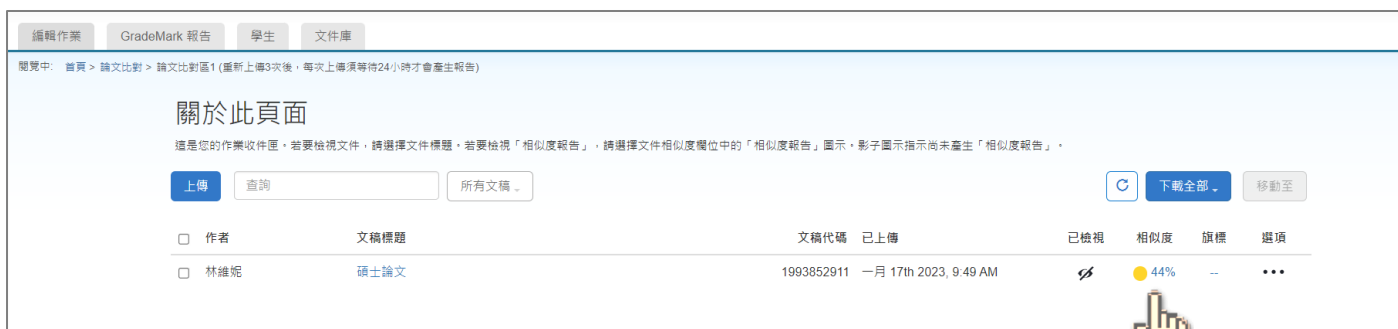 編輯作業 GradeMark 報告 學生 文件庫
閱覽中: 首頁 > 論文比對 > 論文比對區1 (重新上傳3次後，每次上傳須等待24小時才會產生報告)
關於此頁面
這是您的作業收件匣。若要檢視文件，請選擇文件標題。若要檢視「相似度報告」，請選擇文件相似度欄位中的「相似度報告」圖示。影子圖示指示尚未產生「相似度報告」。
上傳 查詢 所有文稿 下載全部 移動至
作者 文稿標題 文稿代碼 已上傳 已檢視 相似度 旗標 選項
林維妮 碩士論文 1993852911 一月 17th 2023, 9:49 AM 44% --